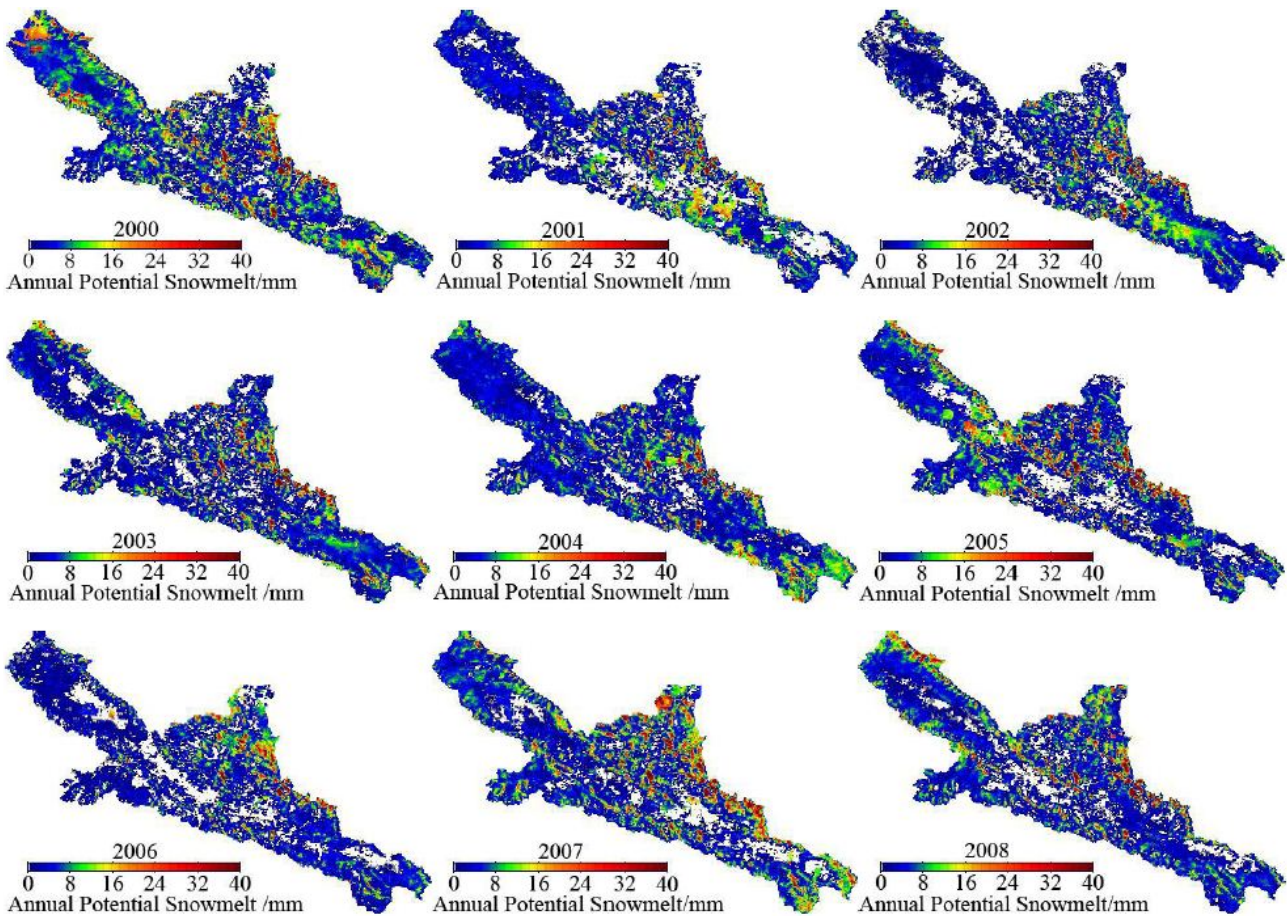 2000
0 8 16 24 32 40
Annual Potential Snowmelt/mm
2001
0 8 16 24 32 40
Annual Potential Snowmelt /mm
2002
0 8 16 24 32 40
Annual Potential Snowmelt /mm
2003
0 8 16 24 32 40
Annual Potential Snowmelt /mm
2004
0 8 16 24 32 40
Annual Potential Snowmelt /mm
2005
0 8 16 24 32 40
Annual Potential Snowmelt /mm
2006
0 8 16 24 32 40
Annual Potential Snowmelt /mm
2007
0 8 16 24 32 40
Annual Potential Snowmelt /mm
2008
0 8 16 24 32 40
Annual Potential Snowmelt /mm